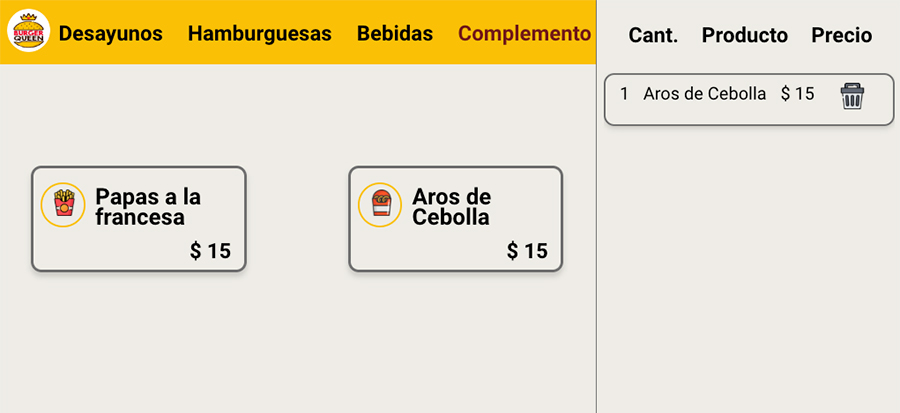 BURGER
QUEEN
Desayunos Hamburguesas Bebidas Complemento
Cant. Producto Precio
1 Aros de Cebolla $ 15
Papas a la
francesa
$ 15
Aros de
Cebolla
$ 15